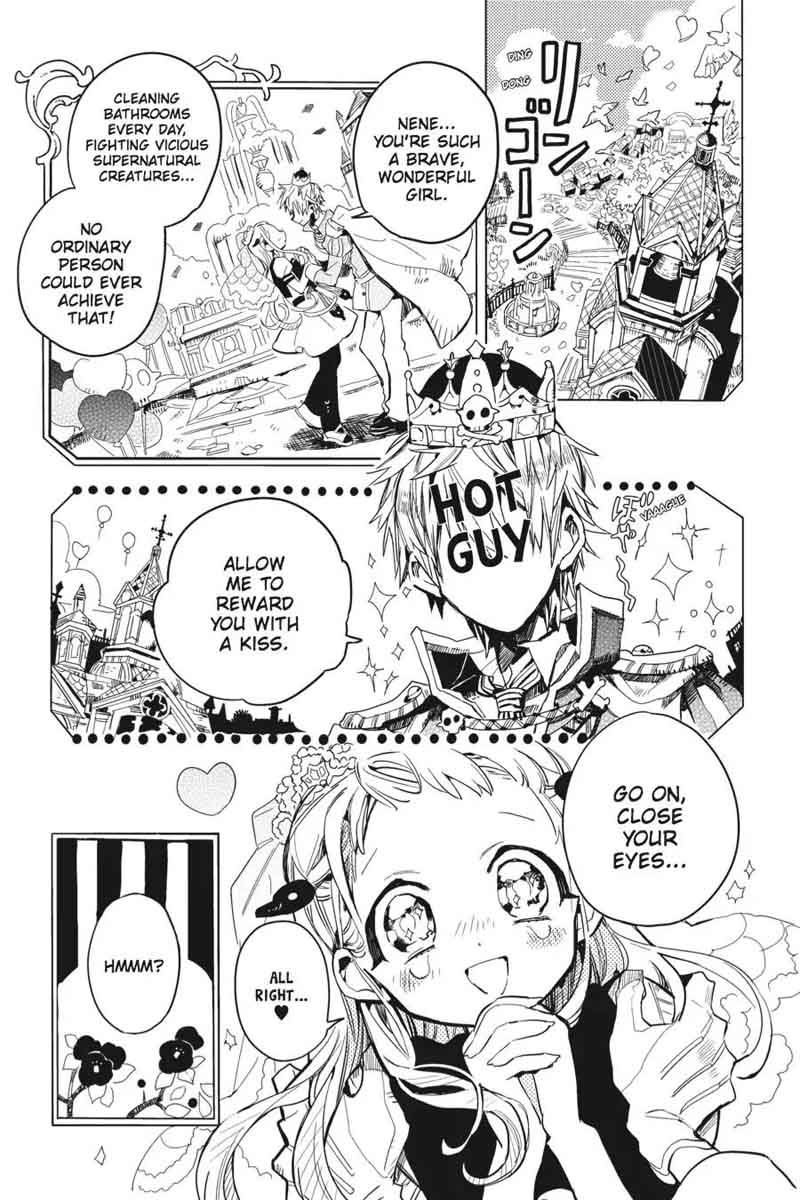 DING
DONG
リンゴーン
NENE...
YOU'RE SUCH
A BRAVE,
WONDERFUL
GIRL.
CLEANING
BATHROOMS
EVERY DAY,
FIGHTING VICIOUS
SUPERNATURAL
CREATURES...
NO
ORDINARY
PERSON
COULD EVER
ACHIEVE
THAT!
HOT
GUY
ぼや
VAAAGUE
ALLOW
ME TO
REWARD
YOU WITH
A KISS.
GO ON,
CLOSE
YOUR
EYES...
ALL
RIGHT...
♥
HMMM?